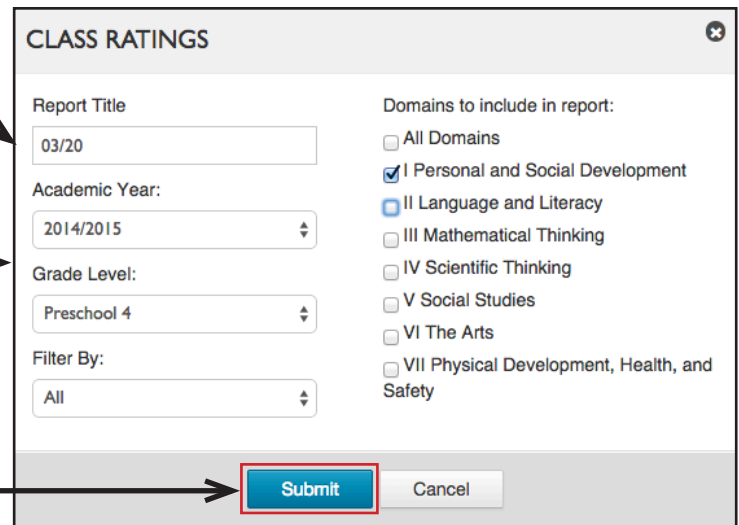 CLASS RATINGS
Report Title
03/20
Academic Year:
2014/2015
Grade Level:
Preschool 4
Filter By:
All
Domains to include in report:
All Domains
I Personal and Social Development
II Language and Literacy
III Mathematical Thinking
IV Scientific Thinking
V Social Studies
VI The Arts
VII Physical Development, Health, and
Safety
Submit
Cancel